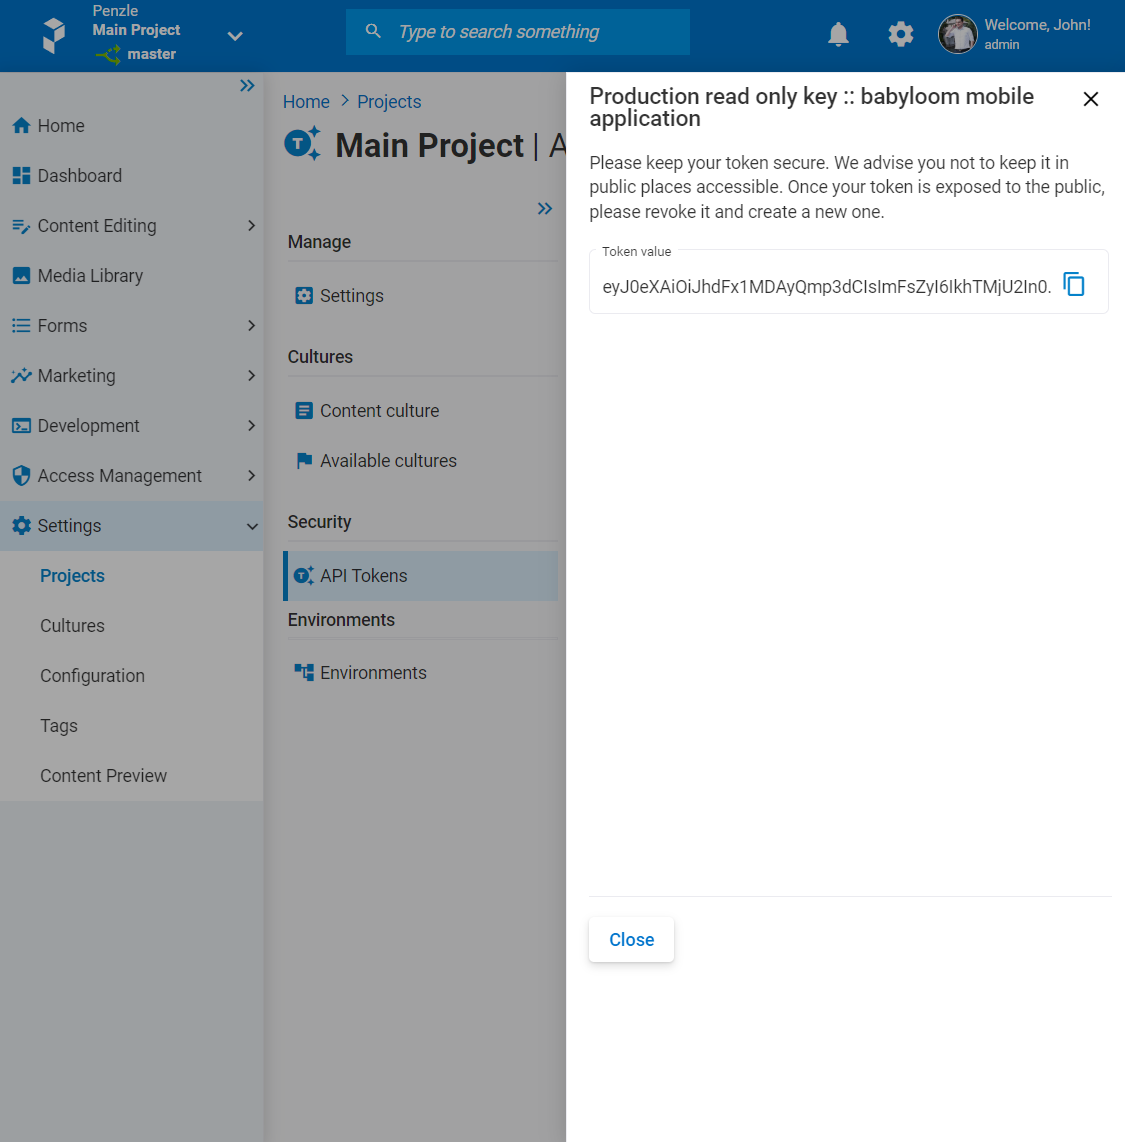 Penzle
Main Project
master
Type to search something
Welcome, John!
admin
Home
Dashboard
Content Editing
Media Library
Forms
Marketing
Development
Access Management
Settings
Projects
Cultures
Configuration
Tags
Content Preview
Home > Projects
Main Project | A
Manage
Settings
Cultures
Content culture
Available cultures
Security
API Tokens
Environments
Environments
Production read only key :: babyloom mobile
application
Please keep your token secure. We advise you not to keep it in
public places accessible. Once your token is exposed to the public,
please revoke it and create a new one.
Token value
eyJ0eXAiOiJhdFx1MDAyQmp3dCIsImFsZyI6IkhTMjU2In0.
Close